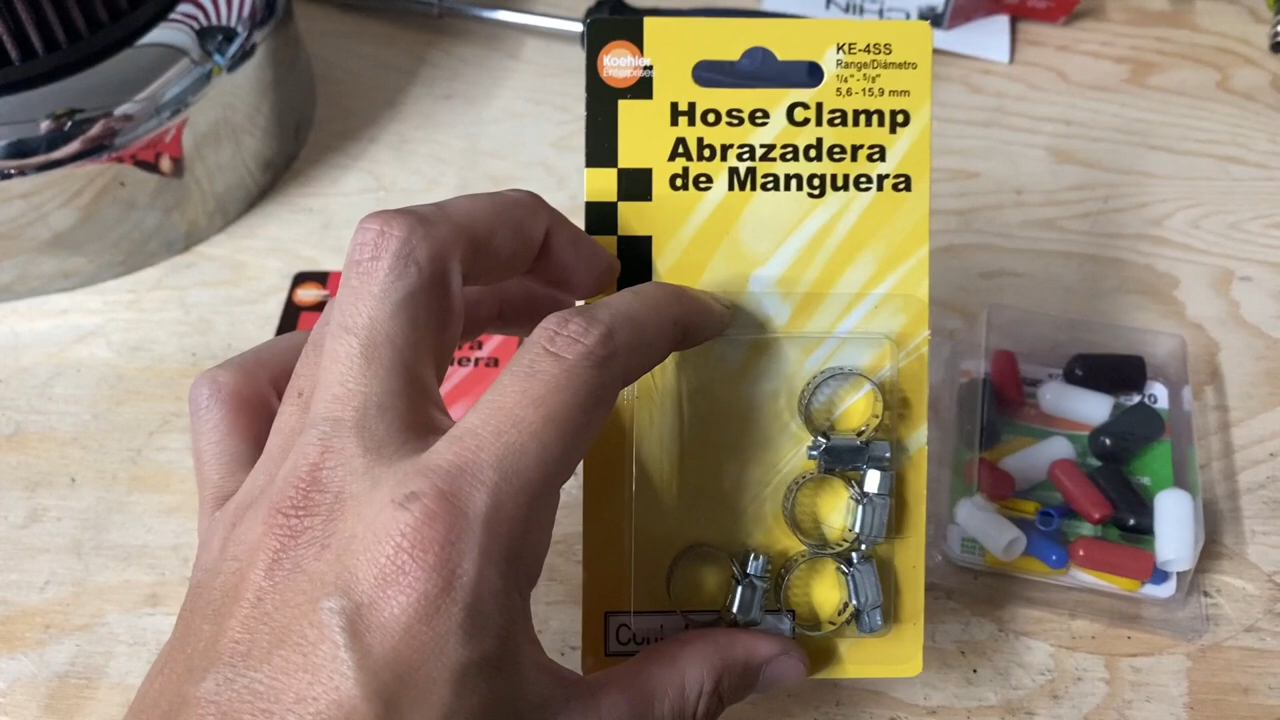 Koehler
Enterprises
KE-4SS
Range/Diámetro
1/4" - 5/8"
5,6 - 15,9 mm
Hose Clamp
Abrazadera
de Manguera